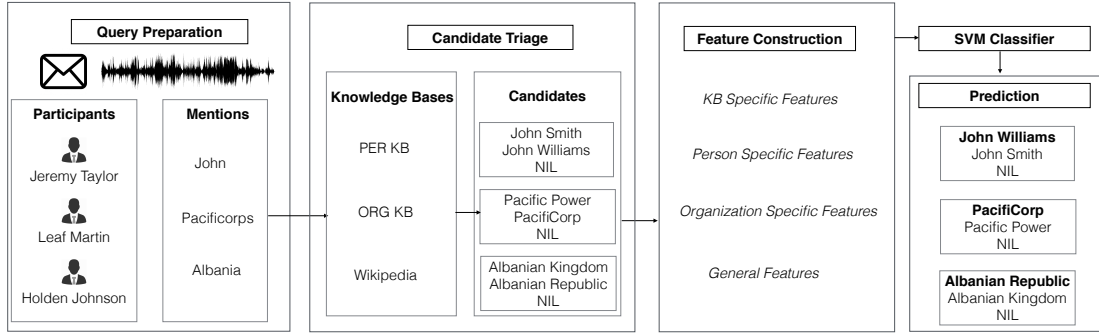 Query Preparation
Participants
Jeremy Taylor
Leaf Martin
Holden Johnson
Mentions
John
Pacificorps
Albania
Candidate Triage
Knowledge Bases
PER KB
ORG KB
Wikipedia
Candidates
John Smith
John Williams
NIL
Pacific Power
PacifiCorp
NIL
Albanian Kingdom
Albanian Republic
NIL
Feature Construction
KB Specific Features
Person Specific Features
Organization Specific Features
General Features
SVM Classifier
Prediction
John Williams
John Smith
NIL
PacifiCorp
Pacific Power
NIL
Albanian Republic
Albanian Kingdom
NIL